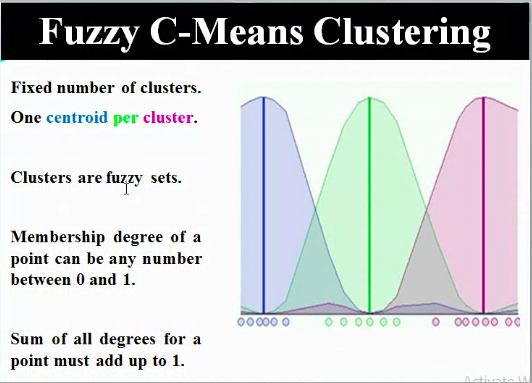 Fuzzy C-Means Clustering
Fixed number of clusters.
One centroid per cluster.
Clusters are fuzzy sets.
Membership degree of a
point can be any number
between 0 and 1.
Sum of all degrees for a
point must add up to 1.
Activate W